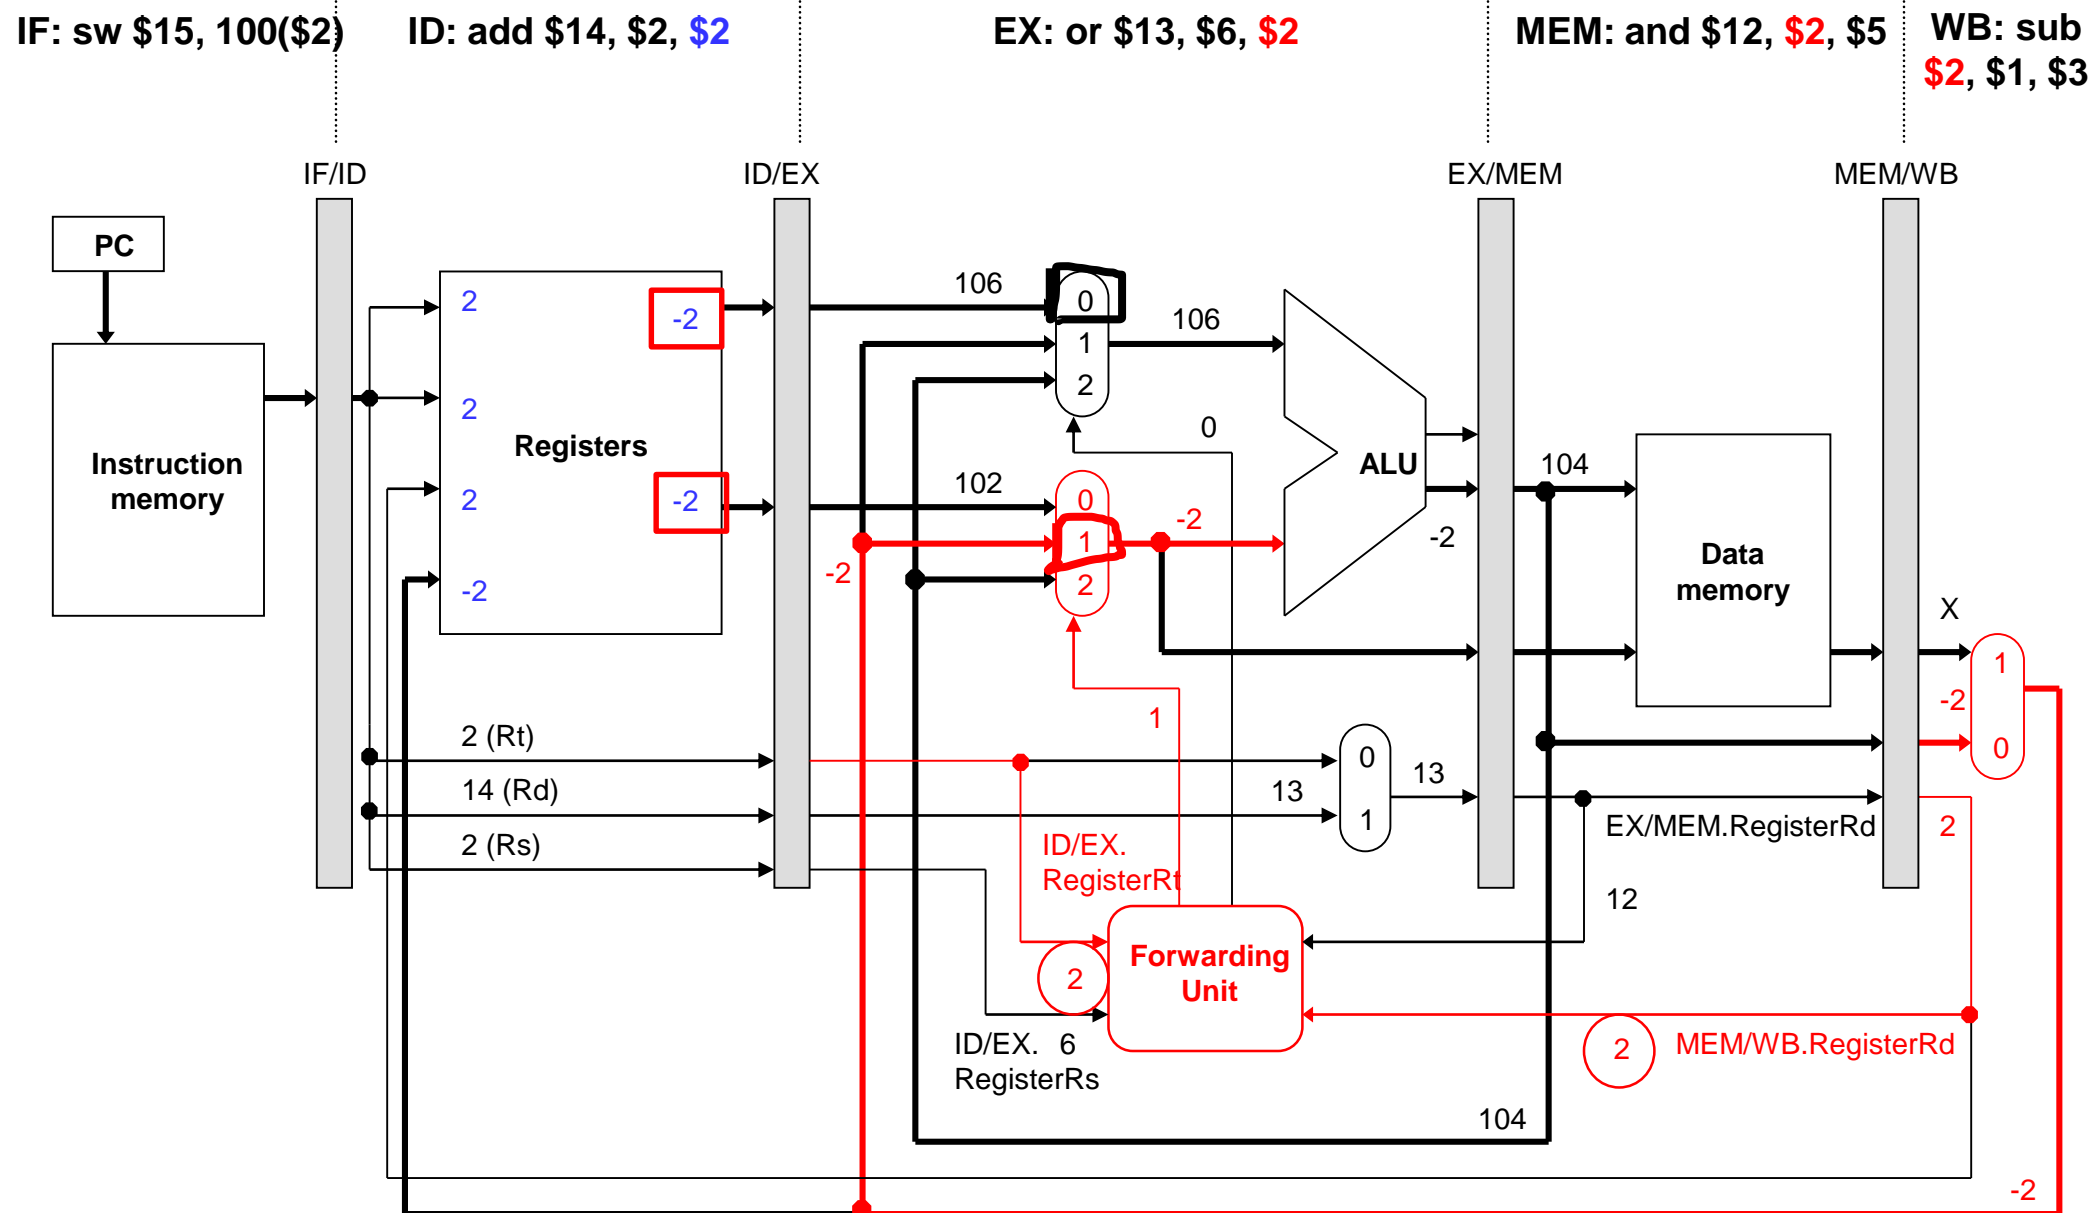 IF: sw $15, 100($2)
ID: add $14, $2, $2
EX: or $13, $6, $2
MEM: and $12, $2, $5
WB: sub
$2, $1, $3
IF/ID
ID/EX
EX/MEM
MEM/WB
PC
Instruction
memory
2
2
2
-2
-2
-2
Registers
106
0
1
2
106
0
102
0
1
2
-2
-2
1
ALU
-2
104
Data
memory
X
1
-2
0
2 (Rt)
14 (Rd)
2 (Rs)
13
0
1
13
ID/EX.
RegisterRt
EX/MEM.RegisterRd
2
12
Forwarding
Unit
2
ID/EX. 6
RegisterRs
2
MEM/WB.RegisterRd
104
-2